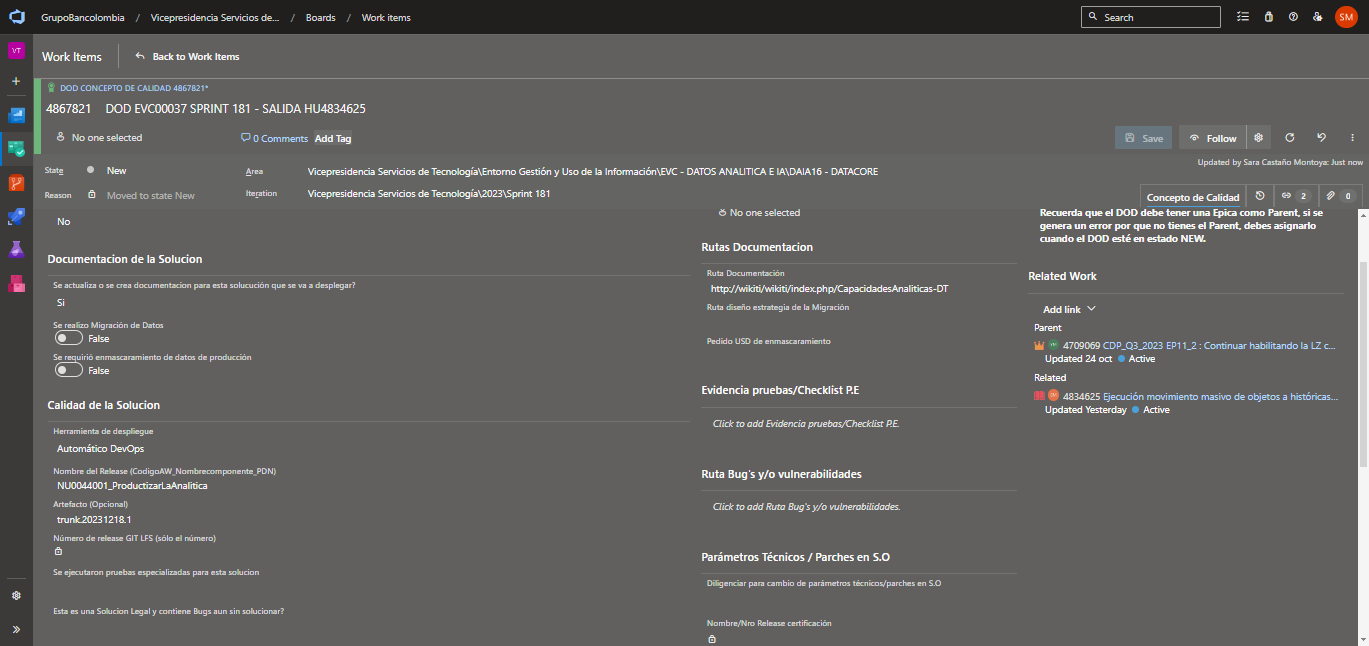 GrupoBancolombia / Vicepresidencia Servicios de... / Boards / Work items
Search
SM
VT
Work Items
Back to Work Items
DOD CONCEPTO DE CALIDAD 4867821*
4867821 DOD EVC00037 SPRINT 181 - SALIDA HU4834625
No one selected
0 Comments
Add Tag
Save
Follow
Updated by Sara Castaño Montoya: Just now
State
New
Area
Vicepresidencia Servicios de Tecnología\Entorno Gestión y Uso de la Información\EVC - DATOS ANALITICA E IA\DAIA16 - DATACORE
Reason
Moved to state New
Iteration
Vicepresidencia Servicios de Tecnología\2023\Sprint 181
Concepto de Calidad
2
0
No
Documentacion de la Solucion
Se actualiza o se crea documentacion para esta solucución que se va a desplegar?
Si
Se realizo Migración de Datos
False
Se requirió enmascaramiento de datos de producción
False
Calidad de la Solucion
Herramienta de despliegue
Automático DevOps
Nombre del Release (CodigoAW_Nombrecomponente_PDN)
NU0044001_ProductizarLaAnalitica
Artefacto (Opcional)
trunk.20231218.1
Número de release GIT LFS (sólo el número)
Se ejecutaron pruebas especializadas para esta solucion
Esta es una Solucion Legal y contiene Bugs aun sin solucionar?
No one selected
Rutas Documentacion
Ruta Documentación
http://wikiti/wikiti/index.php/CapacidadesAnaliticas-DT
Ruta diseño estrategia de la Migración
Pedido USD de enmascaramiento
Evidencia pruebas/Checklist P.E
Click to add Evidencia pruebas/Checklist P.E.
Ruta Bug's y/o vulnerabilidades
Click to add Ruta Bug's y/o vulnerabilidades.
Parámetros Técnicos / Parches en S.O
Diligenciar para cambio de parámetros técnicos/parches en S.O
Nombre/Nro Release certificación
Recuerda que el DOD debe tener una Epica como Parent, si se
genera un error por que no tienes el Parent, debes asignarlo
cuando el DOD esté en estado NEW.
Related Work
Add link
Parent
4709069 CDP_Q3_2023 EP11_2 : Continuar habilitando la LZ c...
Updated 24 oct Active
Related
4834625 Ejecución movimiento masivo de objetos a históricas...
Updated Yesterday Active